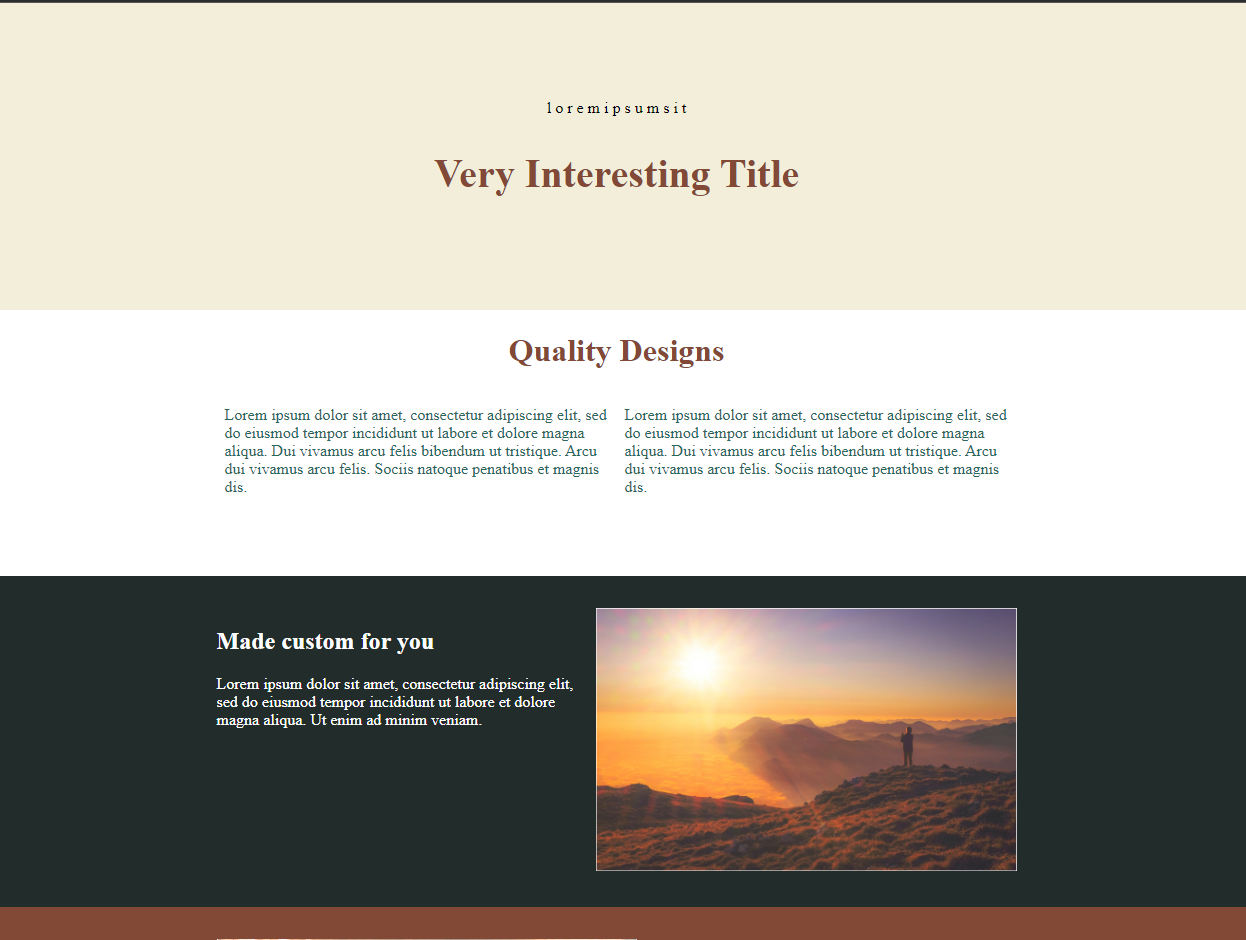 loremipsumsit
Very Interesting Title
Quality Designs
Lorem ipsum dolor sit amet, consectetur adipiscing elit, sed
do eiusmod tempor incididunt ut labore et dolore magna
aliqua. Dui vivamus arcu felis bibendum ut tristique. Arcu
dui vivamus arcu felis. Sociis natoque penatibus et magnis
dis.
Lorem ipsum dolor sit amet, consectetur adipiscing elit, sed
do eiusmod tempor incididunt ut labore et dolore magna
aliqua. Dui vivamus arcu felis bibendum ut tristique. Arcu
dui vivamus arcu felis. Sociis natoque penatibus et magnis
dis.
Made custom for you
Lorem ipsum dolor sit amet, consectetur adipiscing elit,
sed do eiusmod tempor incididunt ut labore et dolore
magna aliqua. Ut enim ad minim veniam.